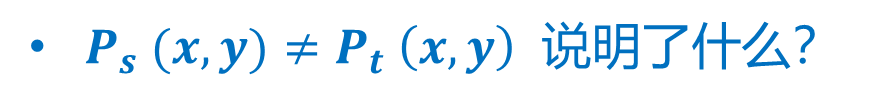 • Pₛ (x, y) ≠ Pₜ (x, y) 说明了什么?